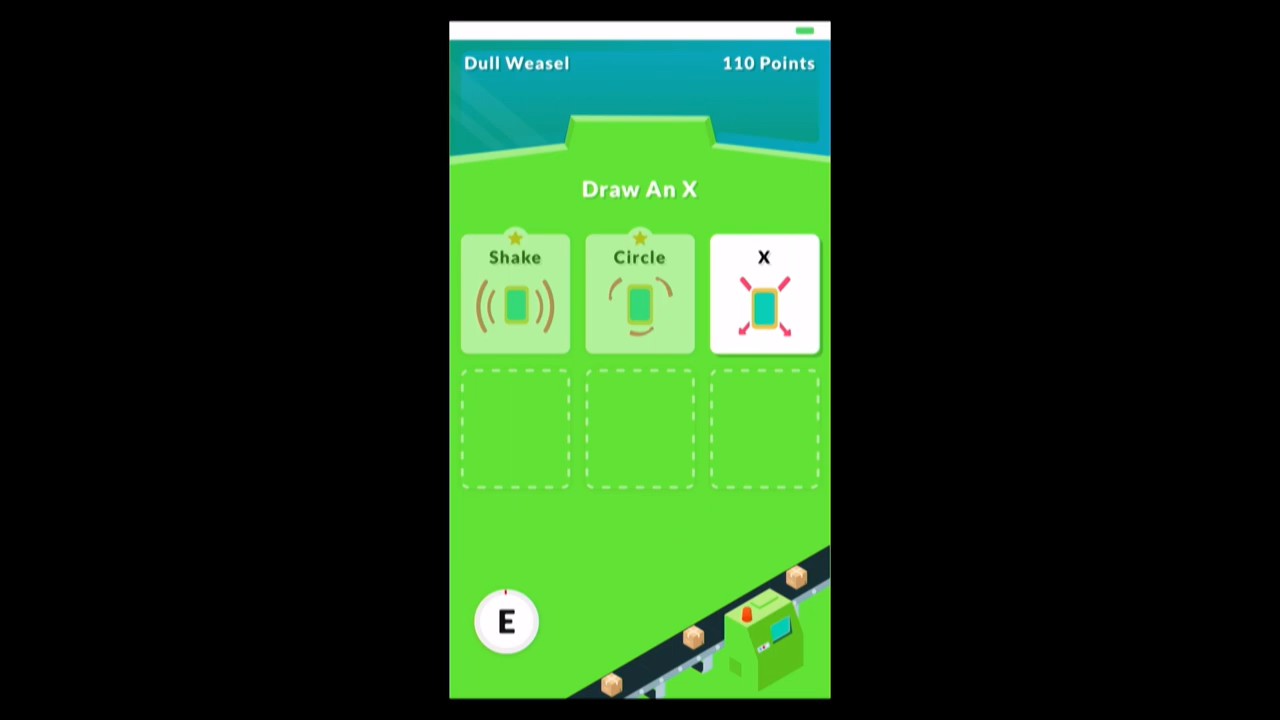 Dull Weasel
110 Points
Draw An X
Shake
Circle
X
E